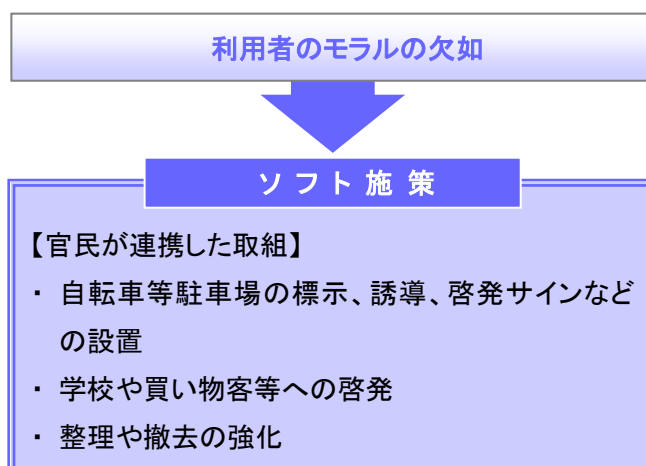 利用者のモラルの欠如
ソフト施策
【官民が連携した取組】
・ 自転車等駐車場の標示、誘導、啓発サインなど
の設置
・ 学校や買い物客等への啓発
・ 整理や撤去の強化